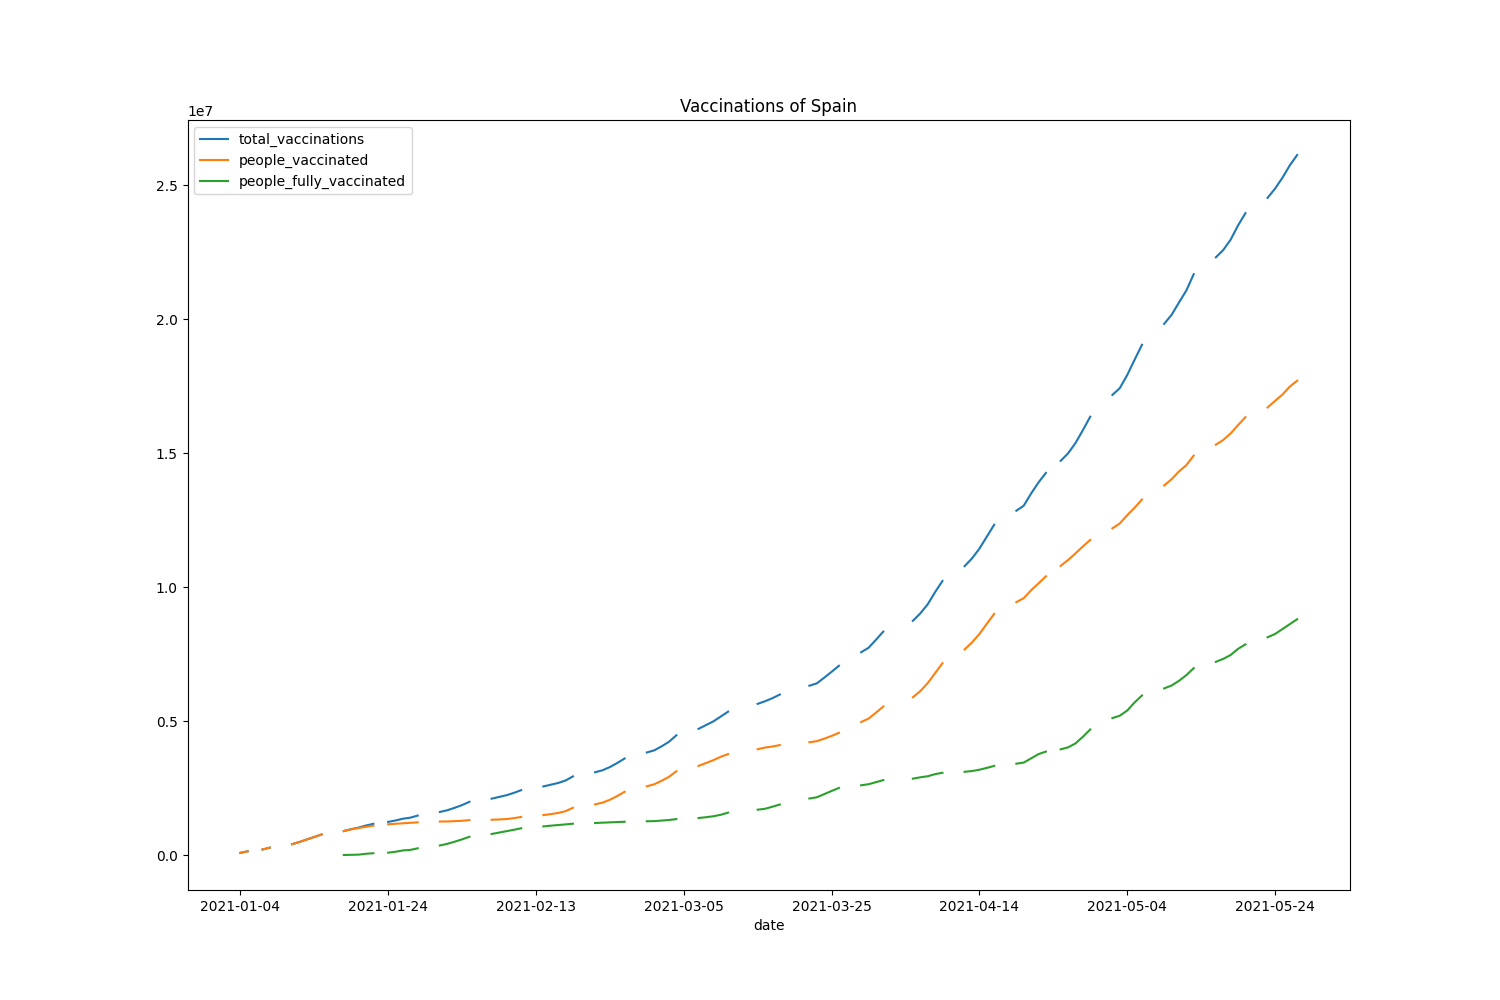 Vaccinations of Spain
1e7
total_vaccinations
people_vaccinated
people_fully_vaccinated
2.5
2.0
1.5
1.0
0.5
0.0
2021-01-04 2021-01-24 2021-02-13 2021-03-05 2021-03-25 2021-04-14 2021-05-04 2021-05-24
date